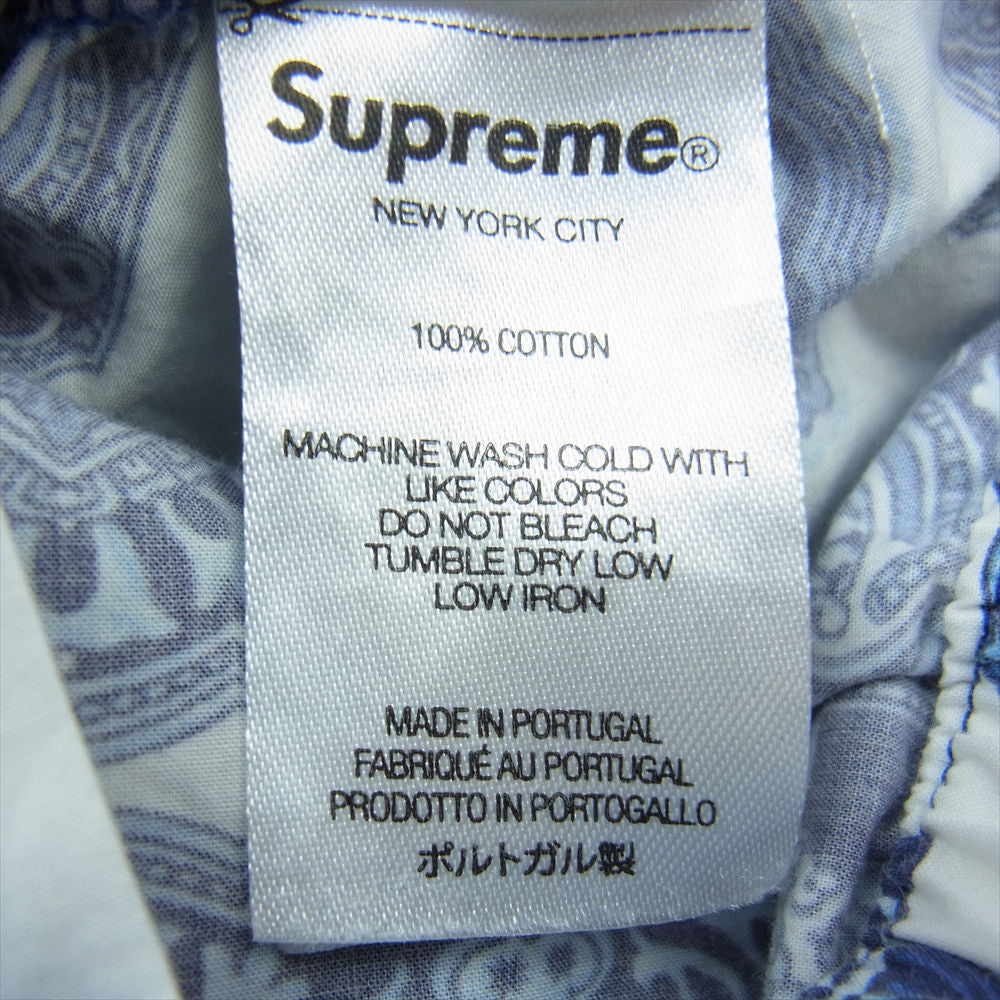 Supreme®
NEW YORK CITY
100% COTTON
MACHINE WASH COLD WITH
LIKE COLORS
DO NOT BLEACH
TUMBLE DRY LOW
LOW IRON
MADE IN PORTUGAL
FABRIQUÉ AU PORTUGAL
PRODOTTO IN PORTOGALLO
ポルトガル製